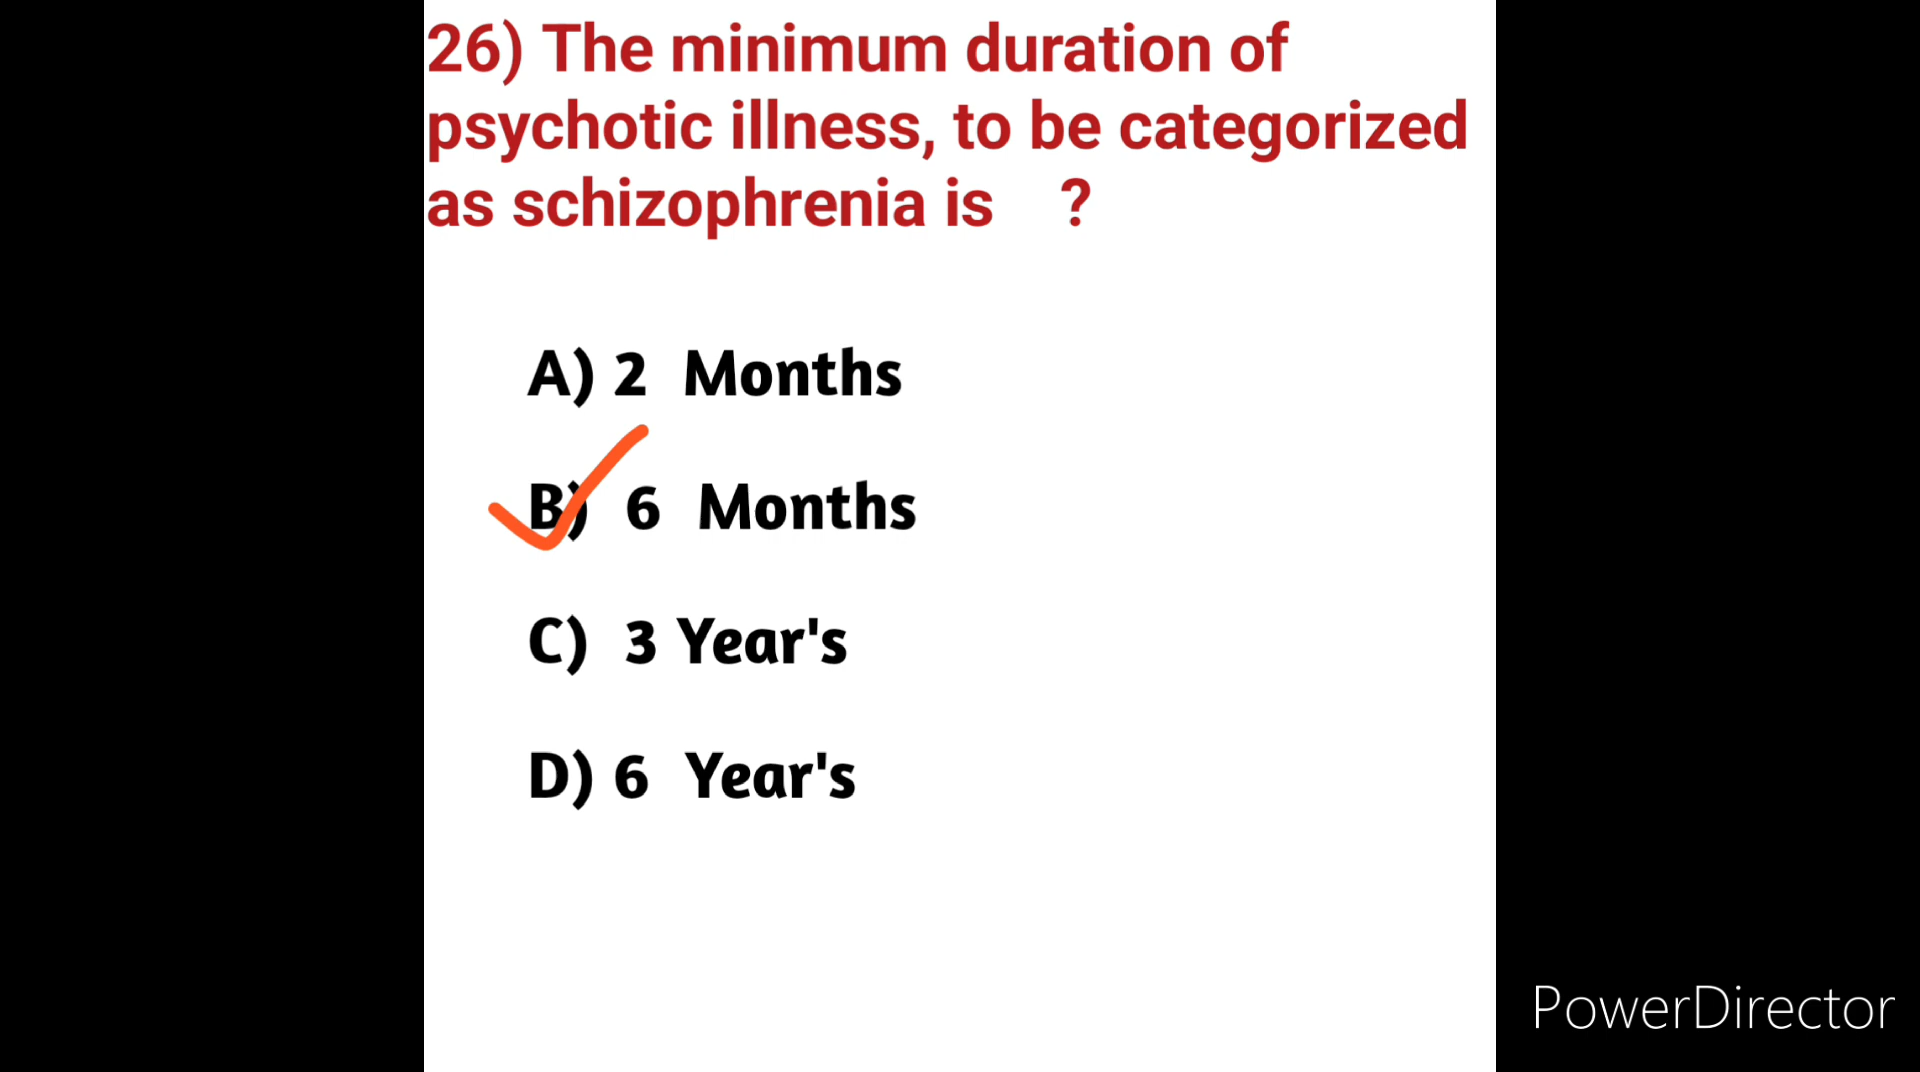 26) The minimum duration of
psychotic illness, to be categorized
as schizophrenia is ?
A) 2 Months
B) 6 Months
C) 3 Year's
D) 6 Year's
PowerDirector